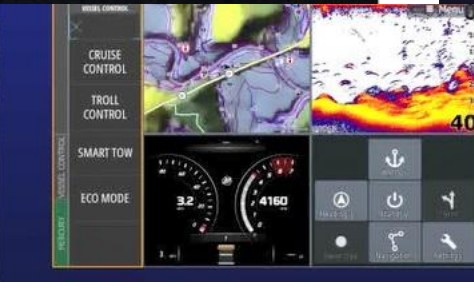 VESSEL CONTROL
Menu
CRUISE
CONTROL
TROLL
CONTROL
SMART TOW
ECO MODE
VESSEL CONTROL
MERCURY
40
3.2
4160
Standby
Navigation
Settings